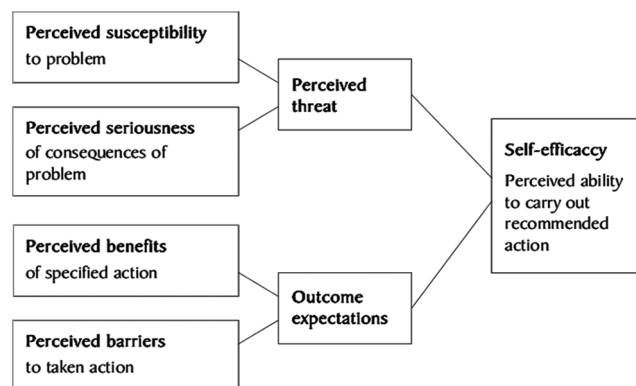 Perceived susceptibility
to problem
Perceived seriousness
of consequences of
problem
Perceived benefits
of specified action
Perceived barriers
to taken action
Perceived
threat
Outcome
expectations
Self-efficaccy
Perceived ability
to carry out
recommended
action